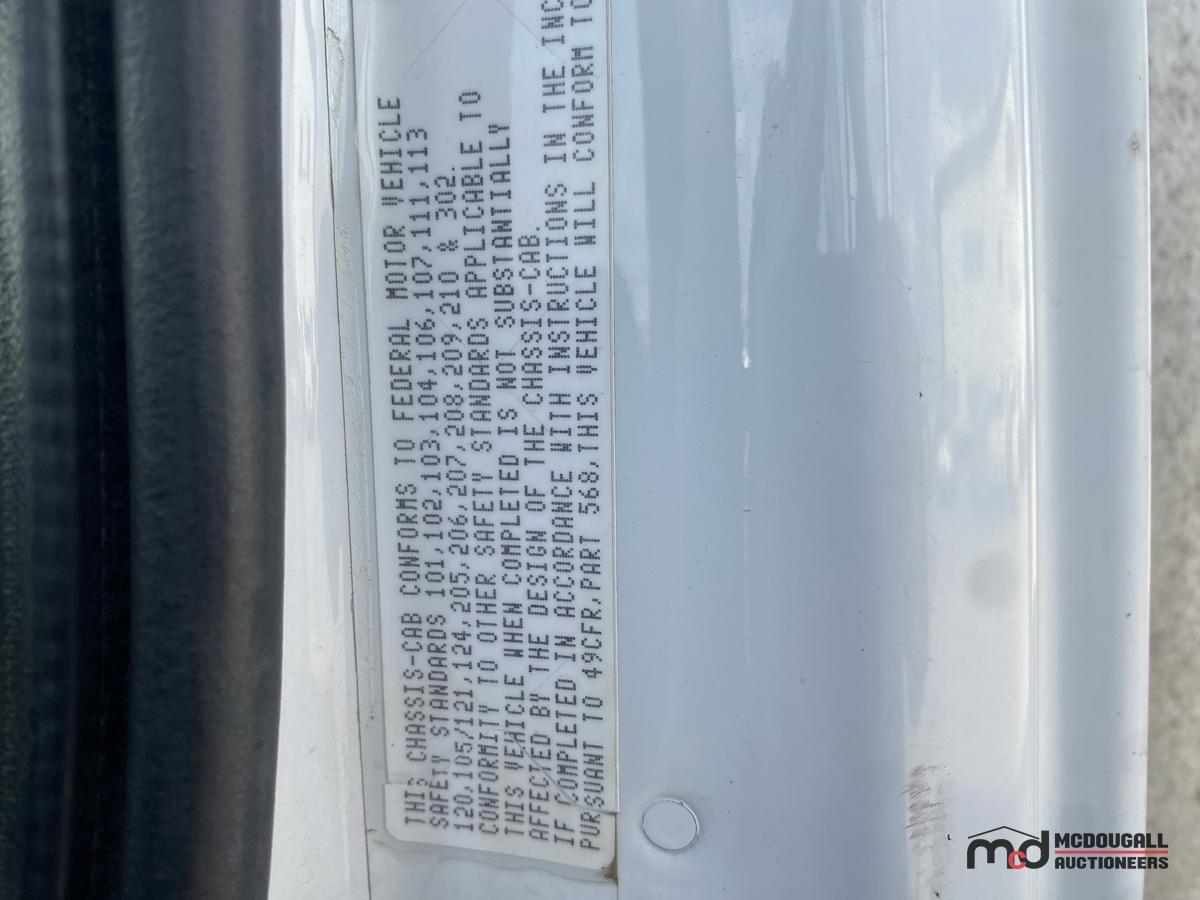 THIS CHASSIS-CAB CONFORMS TO FEDERAL MOTOR VEHICLE
SAFETY STANDARDS 101,102,103,104,106,107,111,113
120,105/121,124,205,206,207,208,209,210 & 302.
CONFORMITY TO OTHER SAFETY STANDARDS APPLICABLE TO
THIS VEHICLE WHEN COMPLETED IS NOT SUBSTANTIALLY
AFFECTED BY THE DESIGN OF THE CHASSIS-CAB.
IF COMPLETED IN ACCORDANCE WITH INSTRUCTIONS IN THE INC
PURSUANT TO 49CFR,PART 568,THIS VEHICLE WILL CONFORM TO
mcd MCDOUGALL
AUCTIONEERS